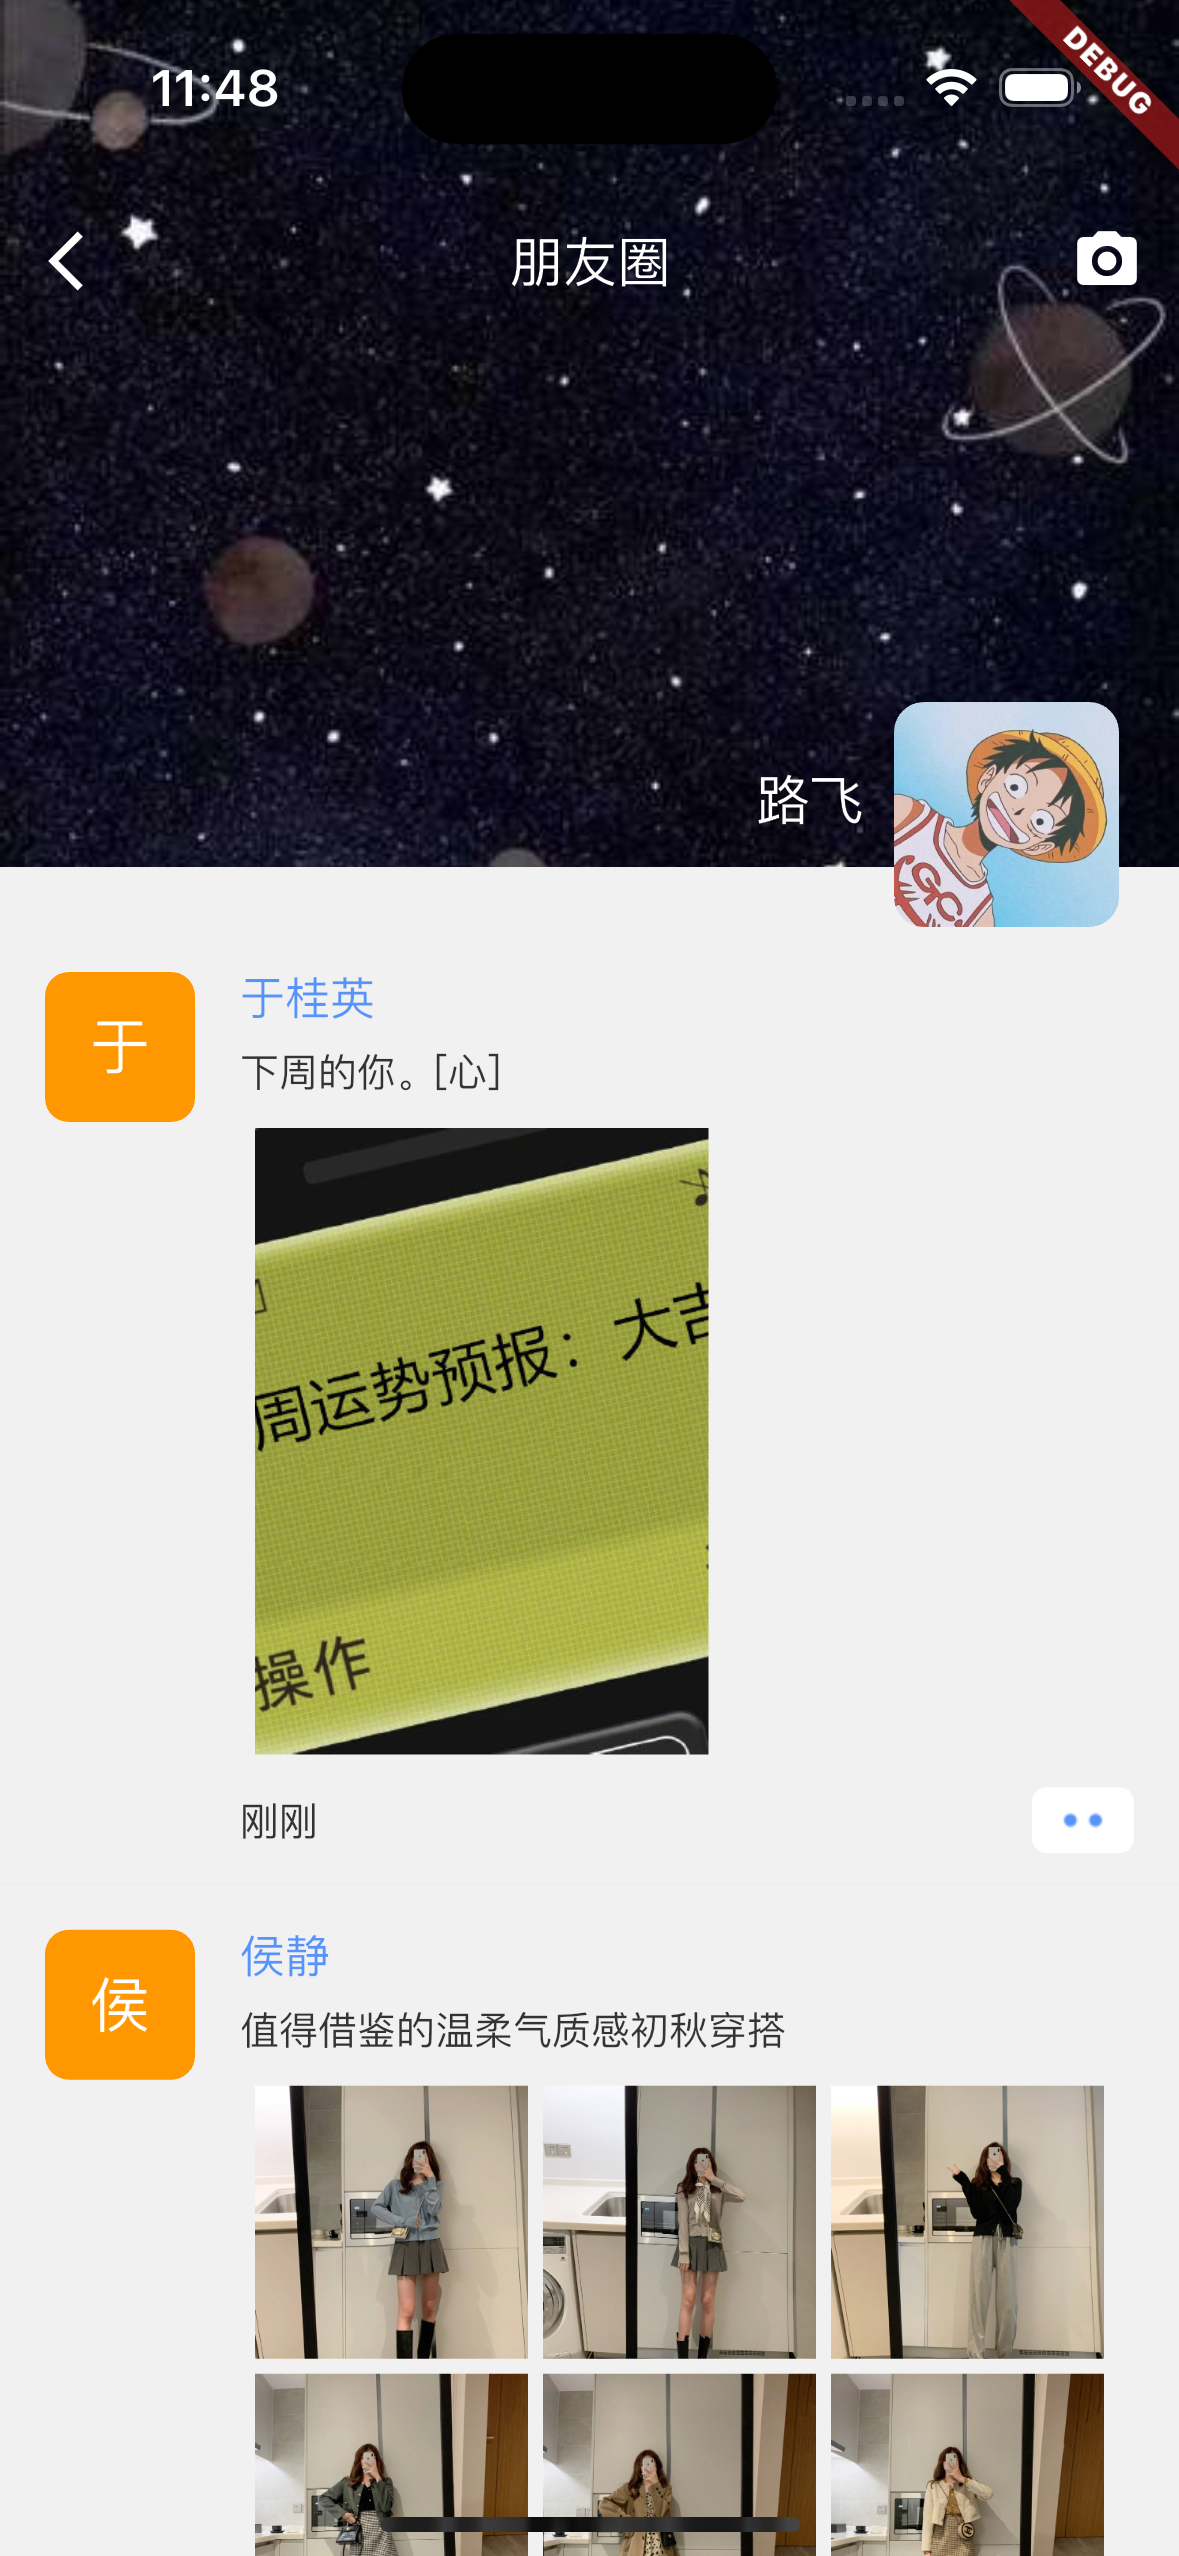 11:48
DEBUG
朋友圈
路飞
GC
于
于桂英
下周的你。[心]
周运势预报：大吉
操作
刚刚
侯
侯静
值得借鉴的温柔气质感初秋穿搭